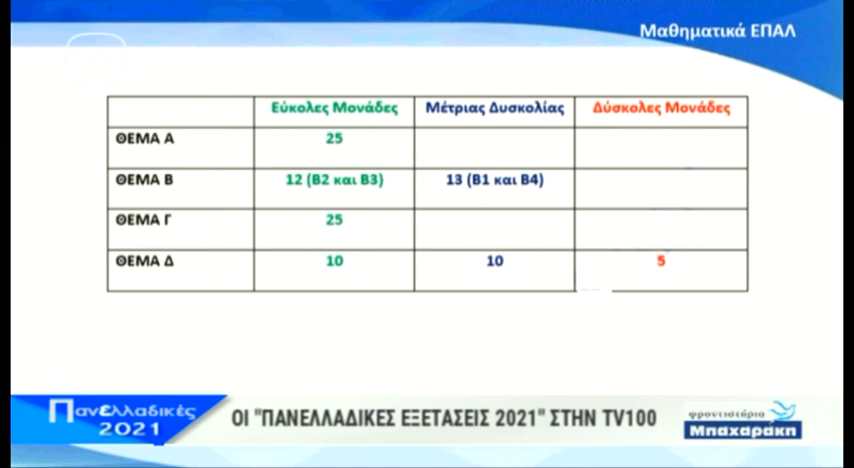 Μαθηματικά ΕΠΑΛ
Εύκολες Μονάδες Μέτριας Δυσκολίας Δύσκολες Μονάδες
ΘΕΜΑ Α 25
ΘΕΜΑ Β 12 (Β2 και Β3) 13 (Β1 και Β4)
ΘΕΜΑ Γ 25
ΘΕΜΑ Δ 10 10 5
Πανελλαδικές
2021
ΟΙ "ΠΑΝΕΛΛΑΔΙΚΕΣ ΕΞΕΤΑΣΕΙΣ 2021" ΣΤΗΝ TV100
φροντιστήριο
Μπαχαράκη